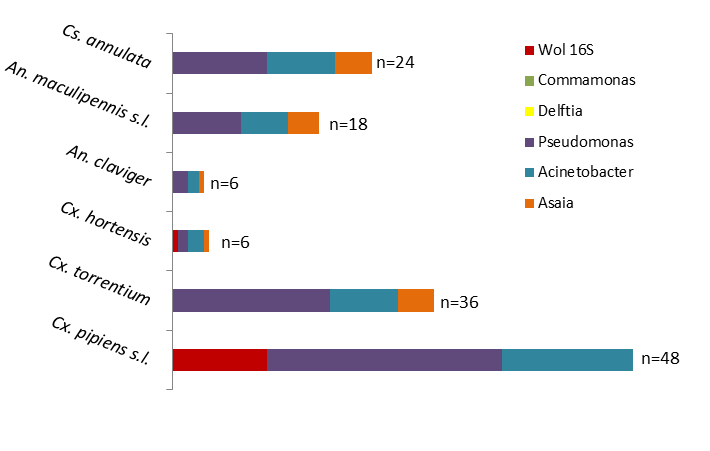 Cs. annulata
n=24
An. maculipennis s.l.
n=18
An. claviger
n=6
Cx. hortensis
n=6
Cx. torrentium
n=36
Cx. pipiens s.l.
n=48
Wol 16S
Commamonas
Delftia
Pseudomonas
Acinetobacter
Asaia